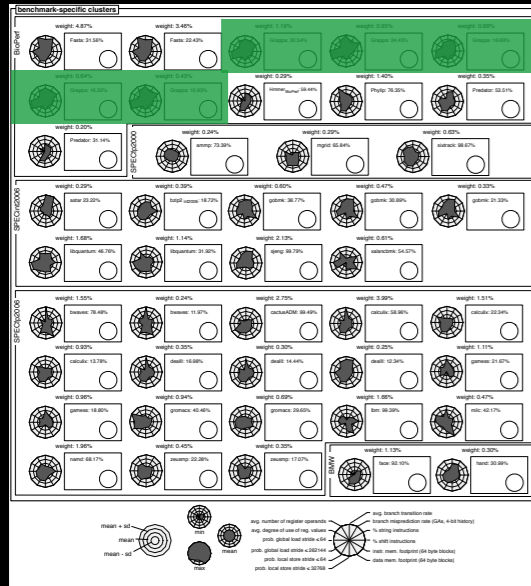 benchmark-specific clusters
BioPerf
weight: 4.87%
Fasta: 31.56%
weight: 3.46%
Fasta: 22.43%
weight: 0.29%
weight: 1.40%
Phylip: 76.35%
weight: 0.35%
Predator: 53.51%
weight: 0.20%
Predator: 31.14%
SPECfp2000
weight: 0.24%
ammp: 73.39%
weight: 0.29%
mgrid: 65.84%
weight: 0.63%
sixtrack: 98.67%
SPECint2006
weight: 0.29%
astar: 23.22%
weight: 0.39%
weight: 0.60%
gobmk: 38.77%
weight: 0.47%
gobmk: 30.89%
weight: 0.33%
gobmk: 21.33%
weight: 1.68%
libquantum: 46.76%
weight: 1.14%
libquantum: 31.92%
weight: 2.13%
sjeng: 99.79%
weight: 0.61%
xalancbmk: 54.57%
SPECfp2006
weight: 1.55%
bwaves: 78.48%
weight: 0.24%
bwaves: 11.97%
weight: 2.75%
cactusADM: 99.49%
weight: 3.99%
calculix: 58.96%
weight: 1.51%
calculix: 22.34%
weight: 0.93%
calculix: 13.78%
weight: 0.35%
dealII: 16.98%
weight: 0.30%
dealII: 14.44%
weight: 0.25%
dealII: 12.34%
weight: 1.11%
gamess: 21.67%
weight: 0.96%
gamess: 18.80%
weight: 0.94%
gromacs: 40.46%
weight: 0.69%
gromacs: 29.63%
weight: 1.66%
lbm: 99.39%
weight: 0.47%
milc: 42.17%
weight: 1.96%
namd: 68.17%
weight: 0.45%
zeusmp: 22.28%
weight: 0.35%
zeusmp: 17.07%
BMW
weight: 1.13%
face: 93.10%
weight: 0.30%
hand: 30.99%
mean + sd
mean
mean - sd
min
max
mean
avg. number of register operands
avg. degree of use of reg. values
prob. global load stride ≤64
prob. global load stride ≤262144
prob. local store stride ≤64
prob. local store stride ≤32768
avg. branch transition rate
branch misprediction rate (GAs, 4-bit history)
% string instructions
% shift instructions
instr. mem. footprint (64 byte blocks)
data mem. footprint (64 byte blocks)